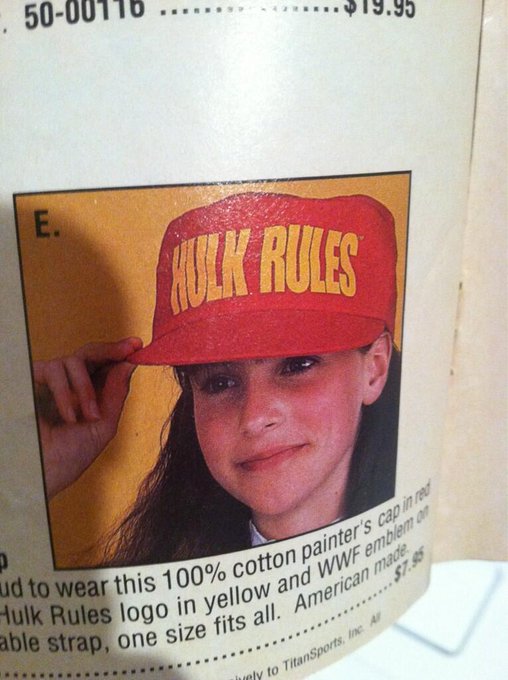 50-00116 ....................$19.95
E.
HULK RULES™
p
ud to wear this 100% cotton painter's cap in red
Hulk Rules logo in yellow and WWF emblem on
able strap, one size fits all. American made.
........................................$7.95
ively to TitanSports, Inc. All